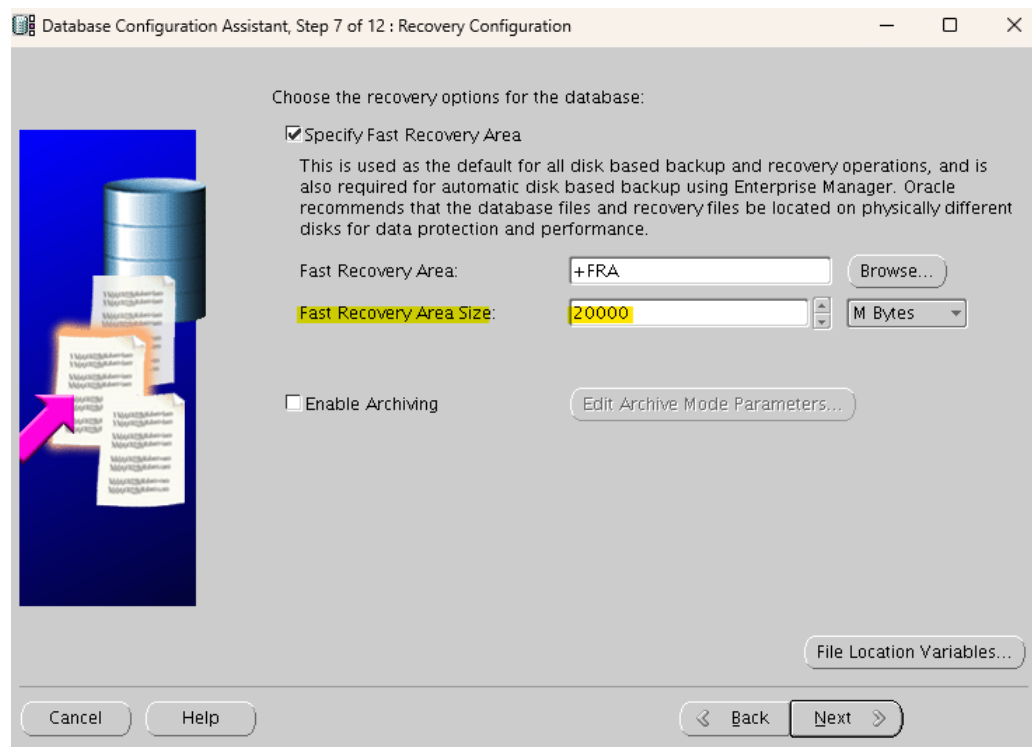 Database Configuration Assistant, Step 7 of 12 : Recovery Configuration
Choose the recovery options for the database:
Specify Fast Recovery Area
This is used as the default for all disk based backup and recovery operations, and is
also required for automatic disk based backup using Enterprise Manager. Oracle
recommends that the database files and recovery files be located on physically different
disks for data protection and performance.
Fast Recovery Area: +FRA Browse...
Fast Recovery Area Size: 20000 M Bytes
Enable Archiving Edit Archive Mode Parameters...
File Location Variables...
Cancel Help Back Next